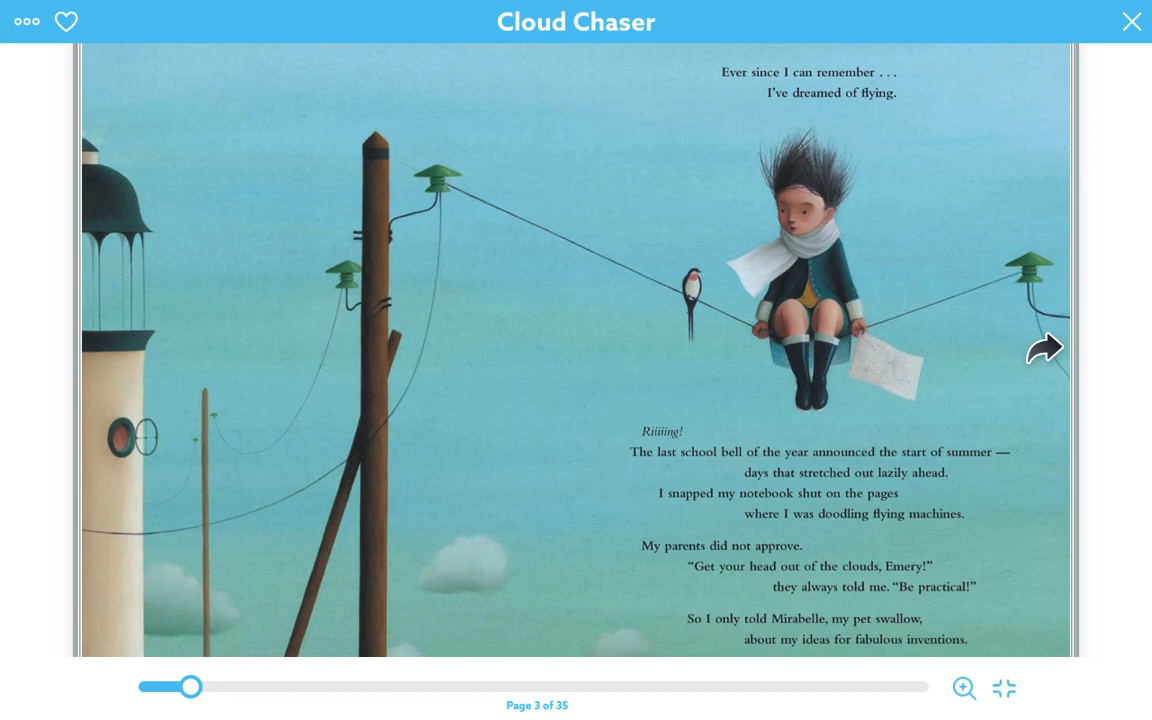 Cloud Chaser
Ever since I can remember . . .
I’ve dreamed of flying.
Riiiiing!
The last school bell of the year announced the start of summer —
days that stretched out lazily ahead.
I snapped my notebook shut on the pages
where I was doodling flying machines.
My parents did not approve.
“Get your head out of the clouds, Emery!”
they always told me. “Be practical!”
So I only told Mirabelle, my pet swallow,
about my ideas for fabulous inventions.
Page 3 of 35